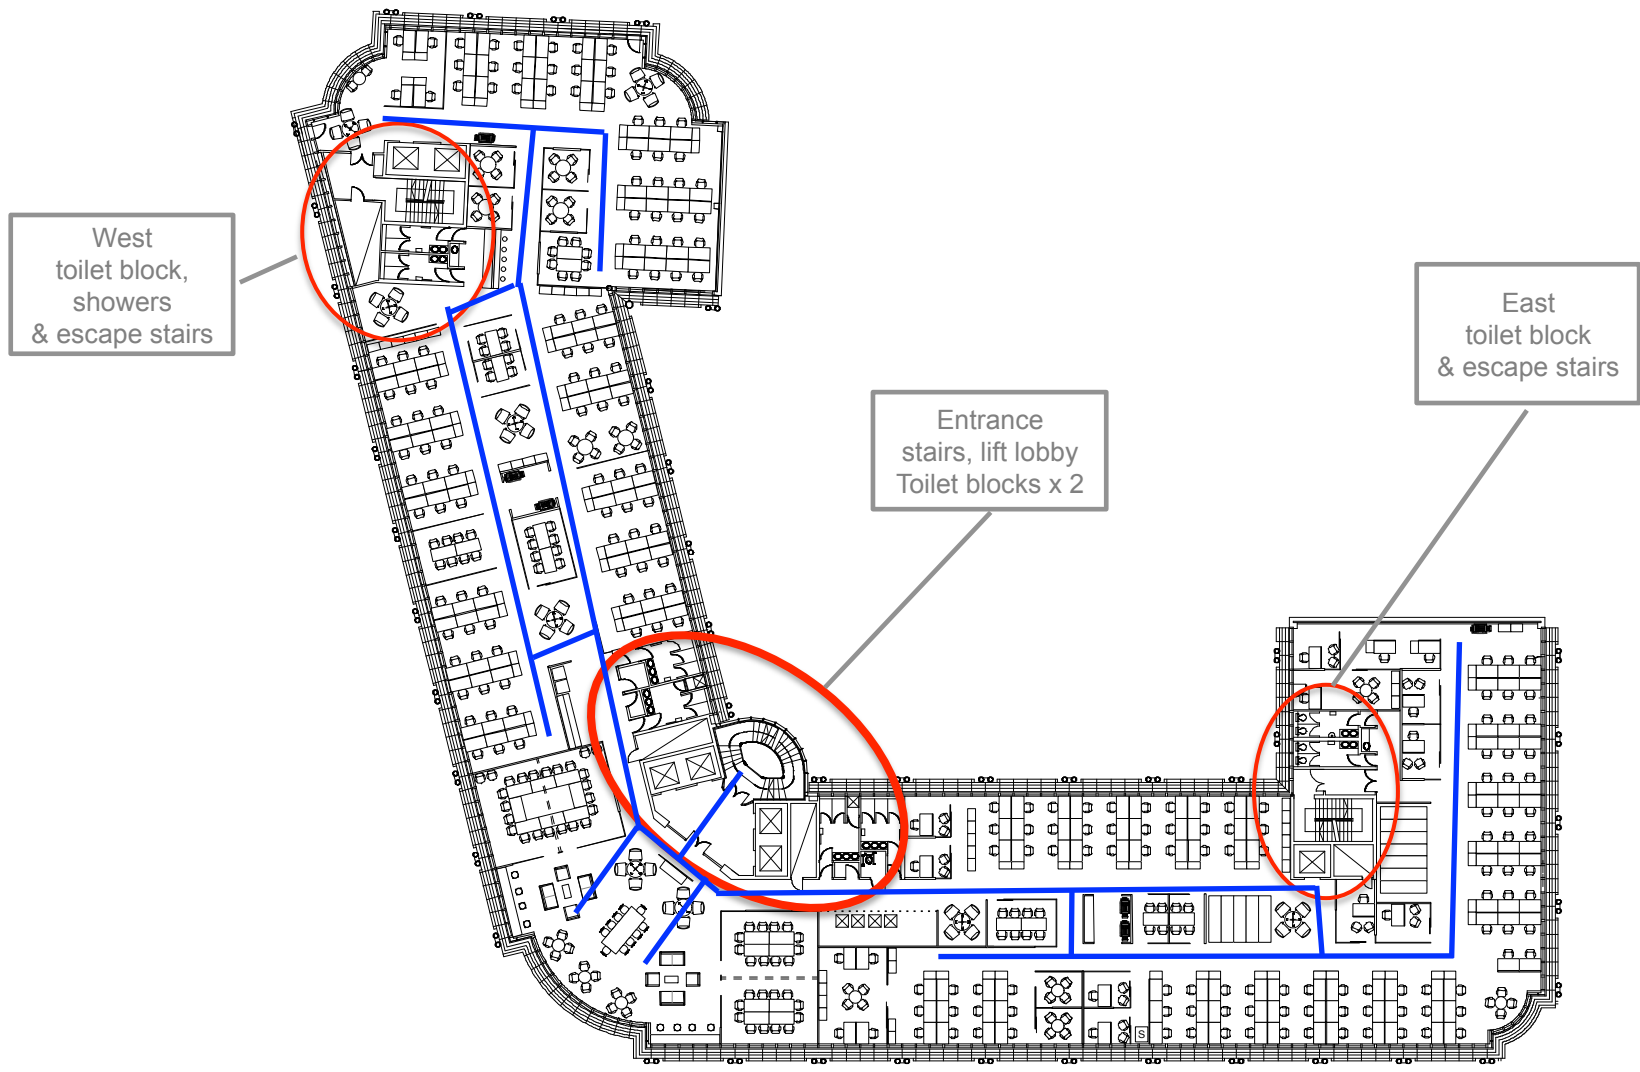 West
toilet block,
showers
& escape stairs
Entrance
stairs, lift lobby
Toilet blocks x 2
East
toilet block
& escape stairs
S